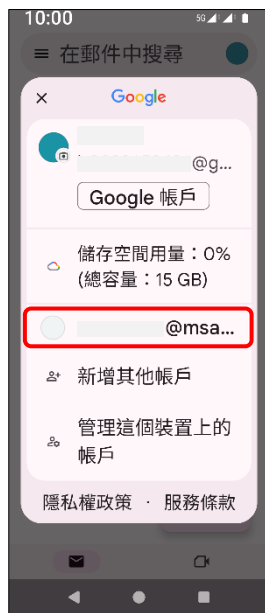 10:00 5G
在郵件中搜尋
Google
@g...
Google 帳戶
儲存空間用量：0%
(總容量：15 GB)
@msa...
新增其他帳戶
管理這個裝置上的
帳戶
隱私權政策 · 服務條款